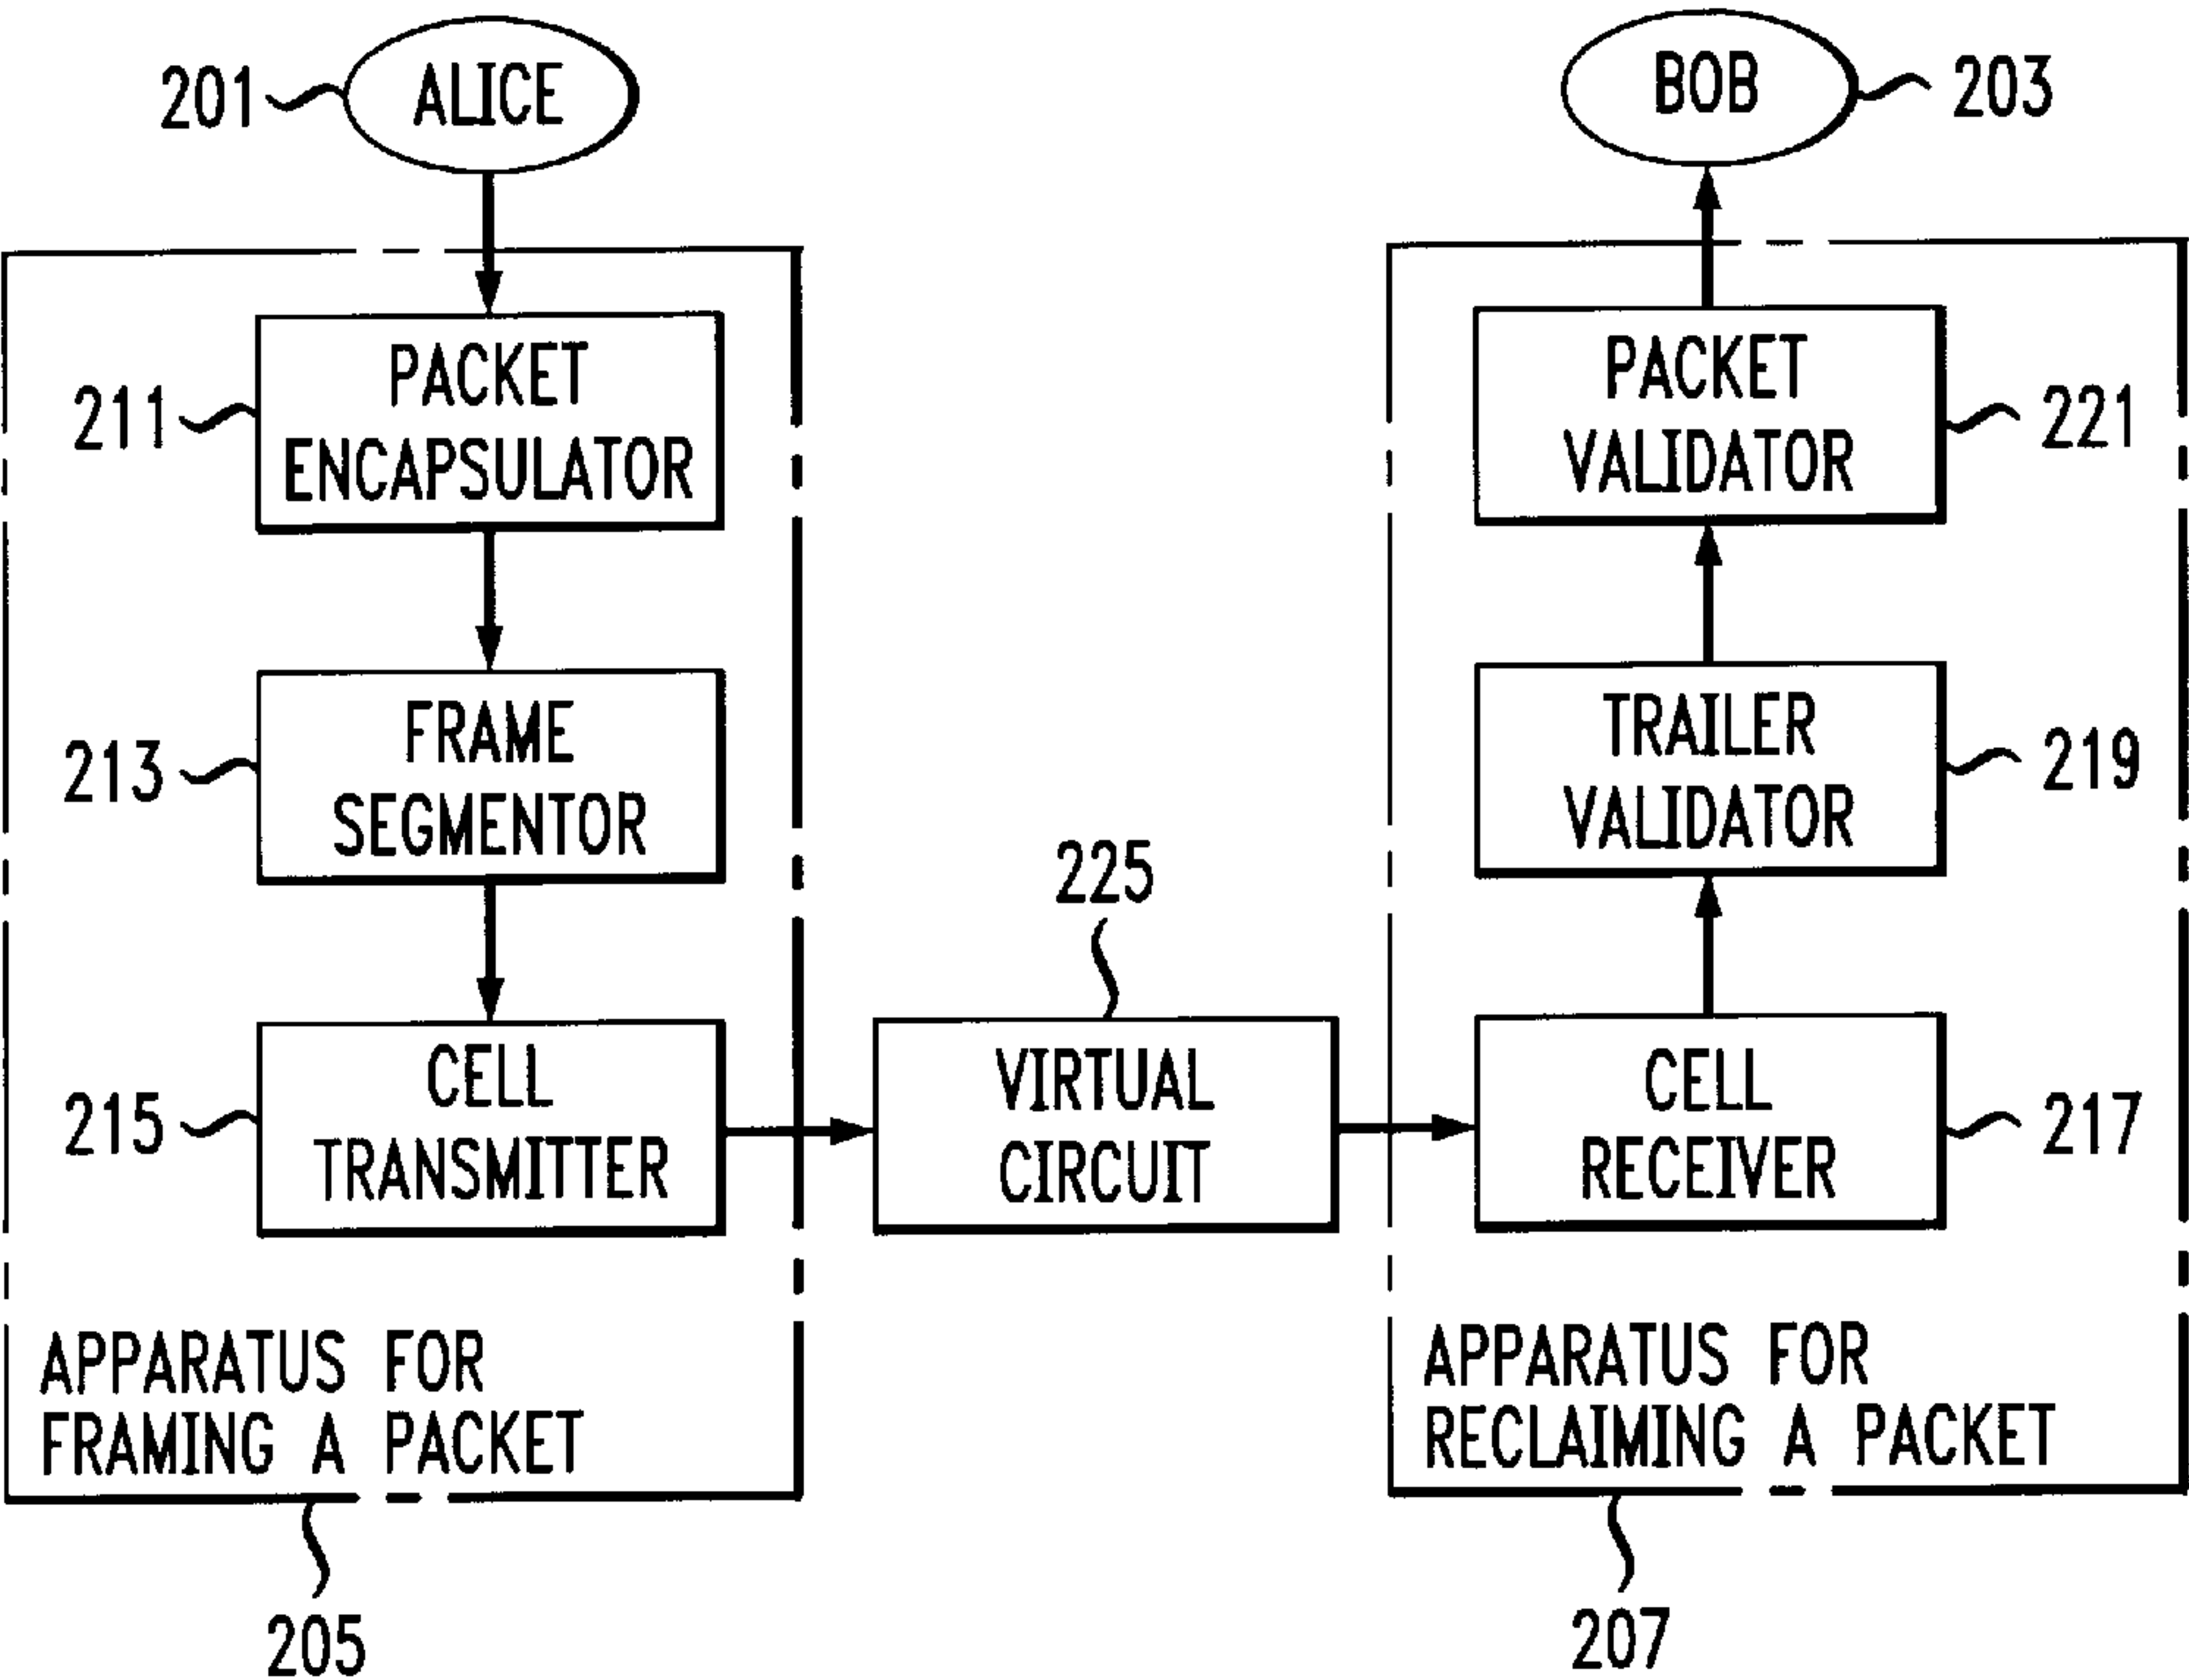 201
ALICE
BOB
203
211
PACKET
ENCAPSULATOR
PACKET
VALIDATOR
221
213
FRAME
SEGMENTOR
TRAILER
VALIDATOR
219
225
215
CELL
TRANSMITTER
VIRTUAL
CIRCUIT
CELL
RECEIVER
217
APPARATUS FOR
FRAMING A PACKET
APPARATUS FOR
RECLAIMING A PACKET
205
207